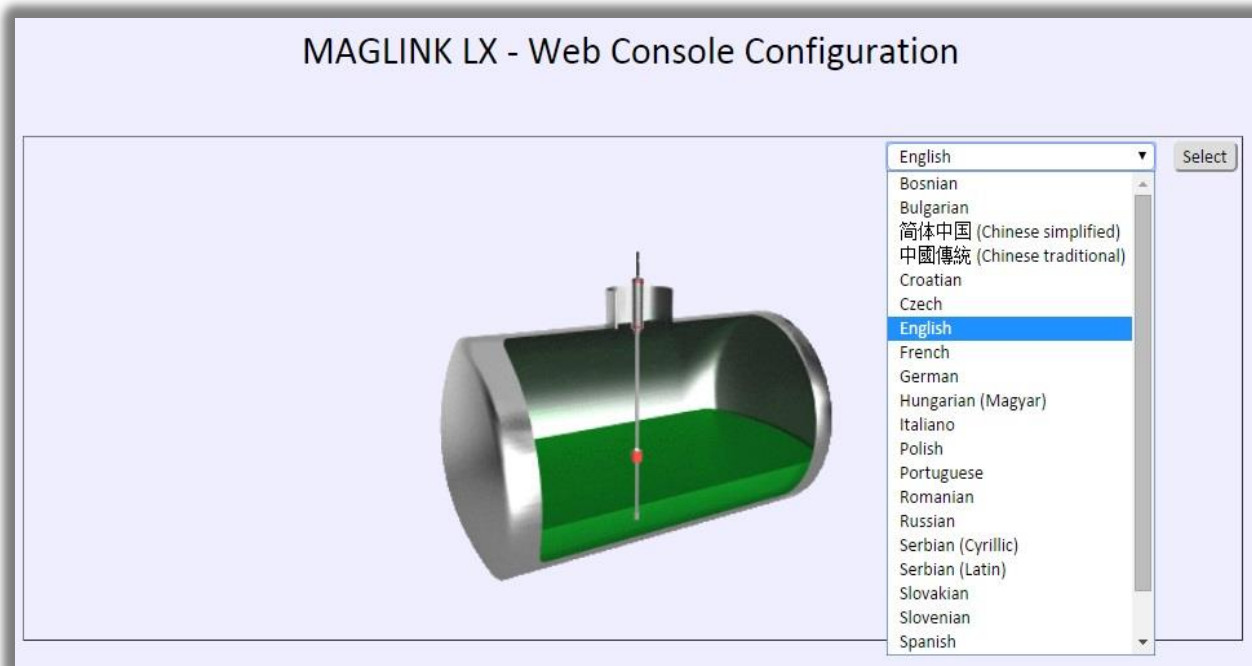 MAGLINK LX - Web Console Configuration
English
Select
Bosnian
Bulgarian
简体中国 (Chinese simplified)
中國傳統 (Chinese traditional)
Croatian
Czech
English
French
German
Hungarian (Magyar)
Italiano
Polish
Portuguese
Romanian
Russian
Serbian (Cyrillic)
Serbian (Latin)
Slovakian
Slovenian
Spanish